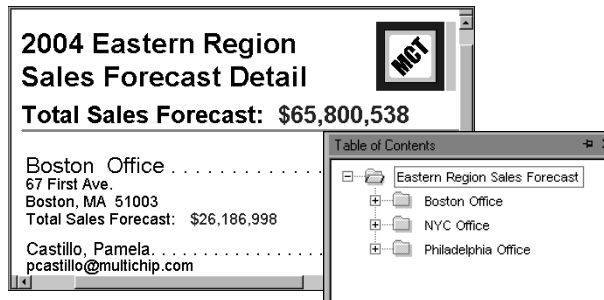 2004 Eastern Region
Sales Forecast Detail
MCT
Total Sales Forecast: $65,800,538
Boston Office . . . . . . . . . . . . . .
67 First Ave.
Boston, MA 51003
Total Sales Forecast: $26,186,998
Castillo, Pamela. . . . . . . . . . . . . . .
pcastillo@multichip.com
Table of Contents
Eastern Region Sales Forecast
Boston Office
NYC Office
Philadelphia Office